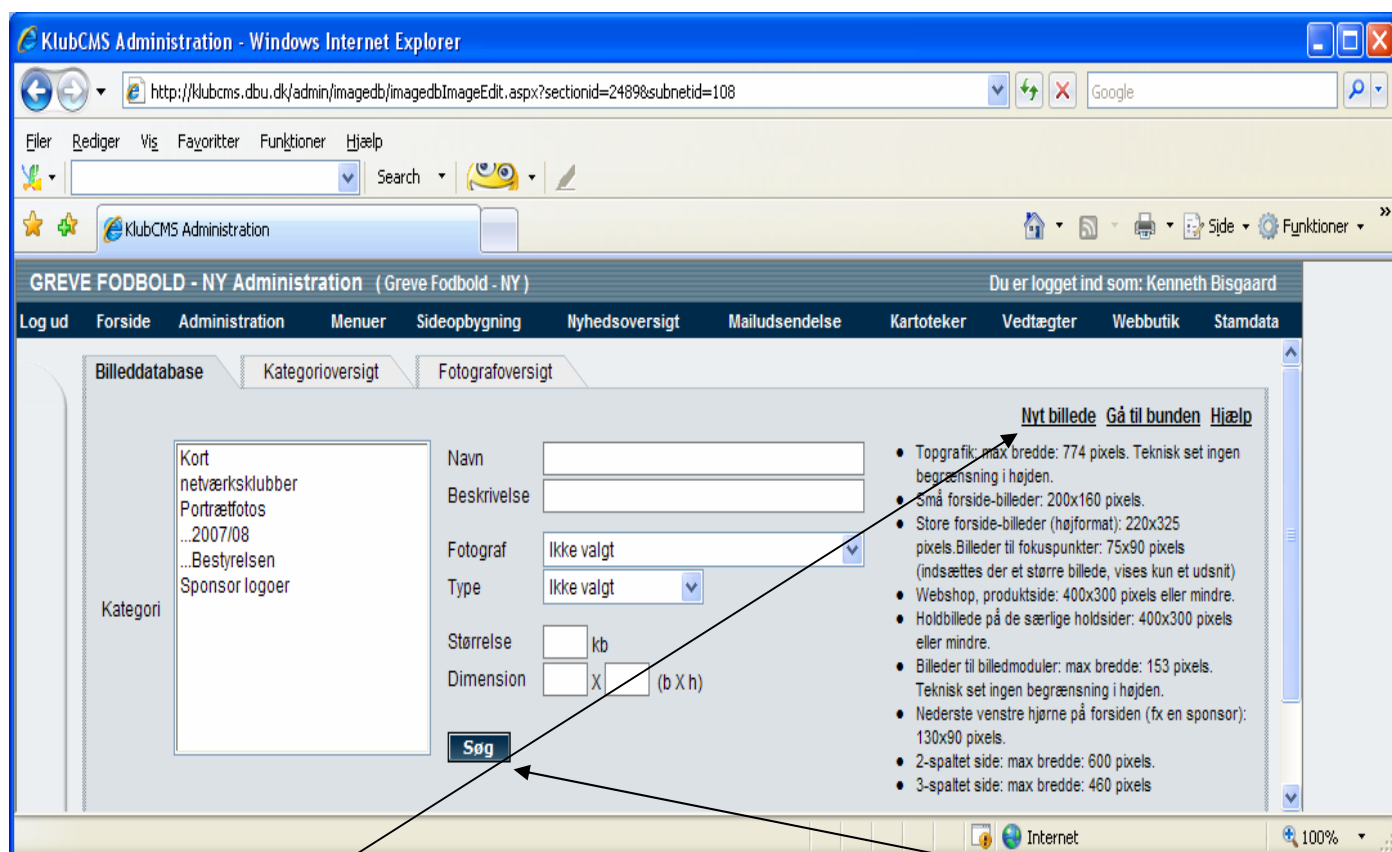 KlubCMS Administration - Windows Internet Explorer
http://klubcms.dbu.dk/admin/imagedb/imagedbImageEdit.aspx?sectionid=2489&subnetid=108
Google
Filer Rediger Vis Favoritter Funktioner Hjælp
Search
KlubCMS Administration
Side Funktioner »
GREVE FODBOLD - NY Administration ( Greve Fodbold - NY )
Du er logget ind som: Kenneth Bisgaard
Log ud Forside Administration Menuer Sideopbygning Nyhedsoversigt Mailudsendelse Kartoteker Vedtægter Webbutik Stamdata
Billeddatabase Kategorioversigt Fotografoversigt
Nyt billede Gå til bunden Hjælp
Kategori
Kort
netværksklubber
Portrætfotos
...2007/08
...Bestyrelsen
Sponsor logoer
Navn
Beskrivelse
Fotograf Ikke valgt
Type Ikke valgt
Størrelse kb
Dimension X (b X h)
Søg
• Topgrafik: max bredde: 774 pixels. Teknisk set ingen
begrænsning i højden.
• Små forside-billeder: 200x160 pixels.
• Store forside-billeder (højformat): 220x325
pixels.Billeder til fokuspunkter: 75x90 pixels
(indsættes der et større billede, vises kun et udsnit)
• Webshop, produktside: 400x300 pixels eller mindre.
• Holdbillede på de særlige holdsider: 400x300 pixels
eller mindre.
• Billeder til billedmoduler: max bredde: 153 pixels.
Teknisk set ingen begrænsning i højden.
• Nederste venstre hjørne på forsiden (fx en sponsor):
130x90 pixels.
• 2-spaltet side: max bredde: 600 pixels.
• 3-spaltet side: max bredde: 460 pixels
Internet
100%